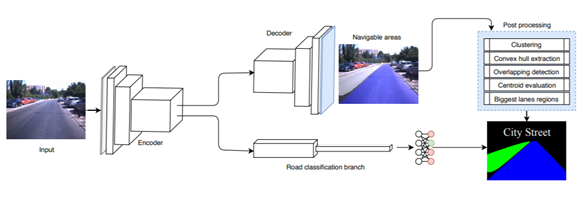 Decoder
Navigable areas
Post processing
Clustering
Convex hull extraction
Overlapping detection
Centroid evaluation
Biggest lanes regions
Input
Encoder
Road classification branch
City Street